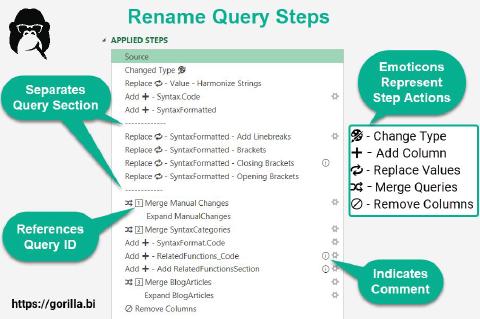 Rename Query Steps
APPLIED STEPS
Source
Changed Type
Replace - Value - Harmonize Strings
Add + - Syntax.Code
Add + - SyntaxFormatted
--------------
Replace - SyntaxFormatted - Add Linebreaks
Replace - SyntaxFormatted - Brackets
Replace - SyntaxFormatted - Closing Brackets
Replace - SyntaxFormatted - Opening Brackets
-------------
1 Merge Manual Changes
Expand ManualChanges
2 Merge SyntaxCategories
Add + - SyntaxFormat.Code
Add + - RelatedFunctions_Code
Add + - Add RelatedFunctionsSection
3 Merge BlogArticles
Expand BlogArticles
Remove Columns
Separates
Query Section
References
Query ID
https://gorilla.bi
Emoticons
Represent
Step Actions
- Change Type
+ - Add Column
- Replace Values
- Merge Queries
- Remove Columns
Indicates
Comment